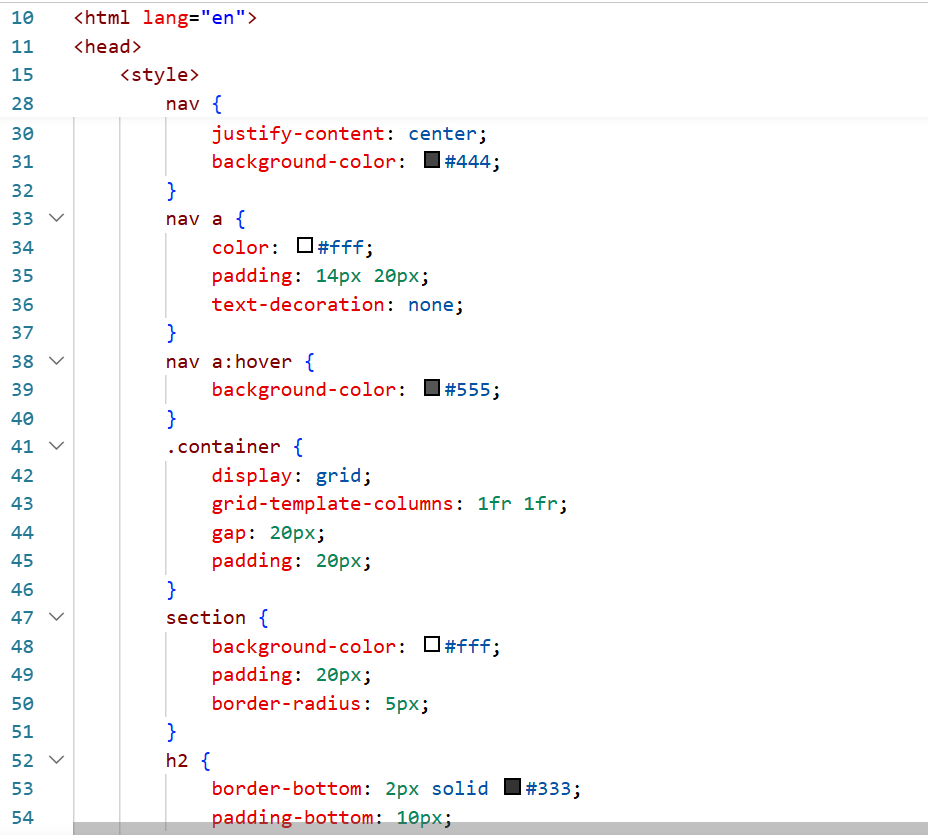 10 <html lang="en">
11 <head>
15 <style>
28 nav {
30 justify-content: center;
31 background-color: #444;
32 }
33 nav a {
34 color: #fff;
35 padding: 14px 20px;
36 text-decoration: none;
37 }
38 nav a:hover {
39 background-color: #555;
40 }
41 .container {
42 display: grid;
43 grid-template-columns: 1fr 1fr;
44 gap: 20px;
45 padding: 20px;
46 }
47 section {
48 background-color: #fff;
49 padding: 20px;
50 border-radius: 5px;
51 }
52 h2 {
53 border-bottom: 2px solid #333;
54 padding-bottom: 10px;